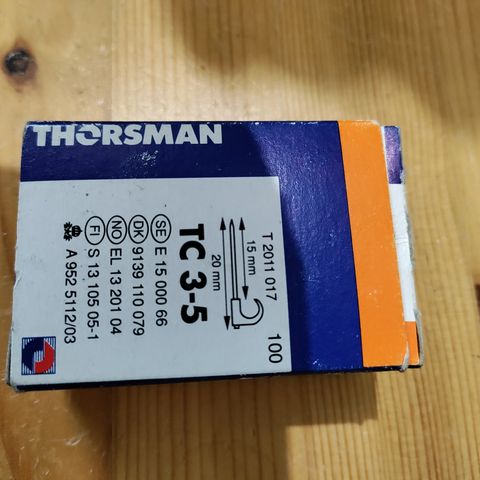 THORSMAN
T 2011 017
100
15 mm
20 mm
TC 3-5
SE E 15 000 66
DK 9139 110 079
NO EL 13 201 04
FI S 13 105 05-1
A 952 5112/03